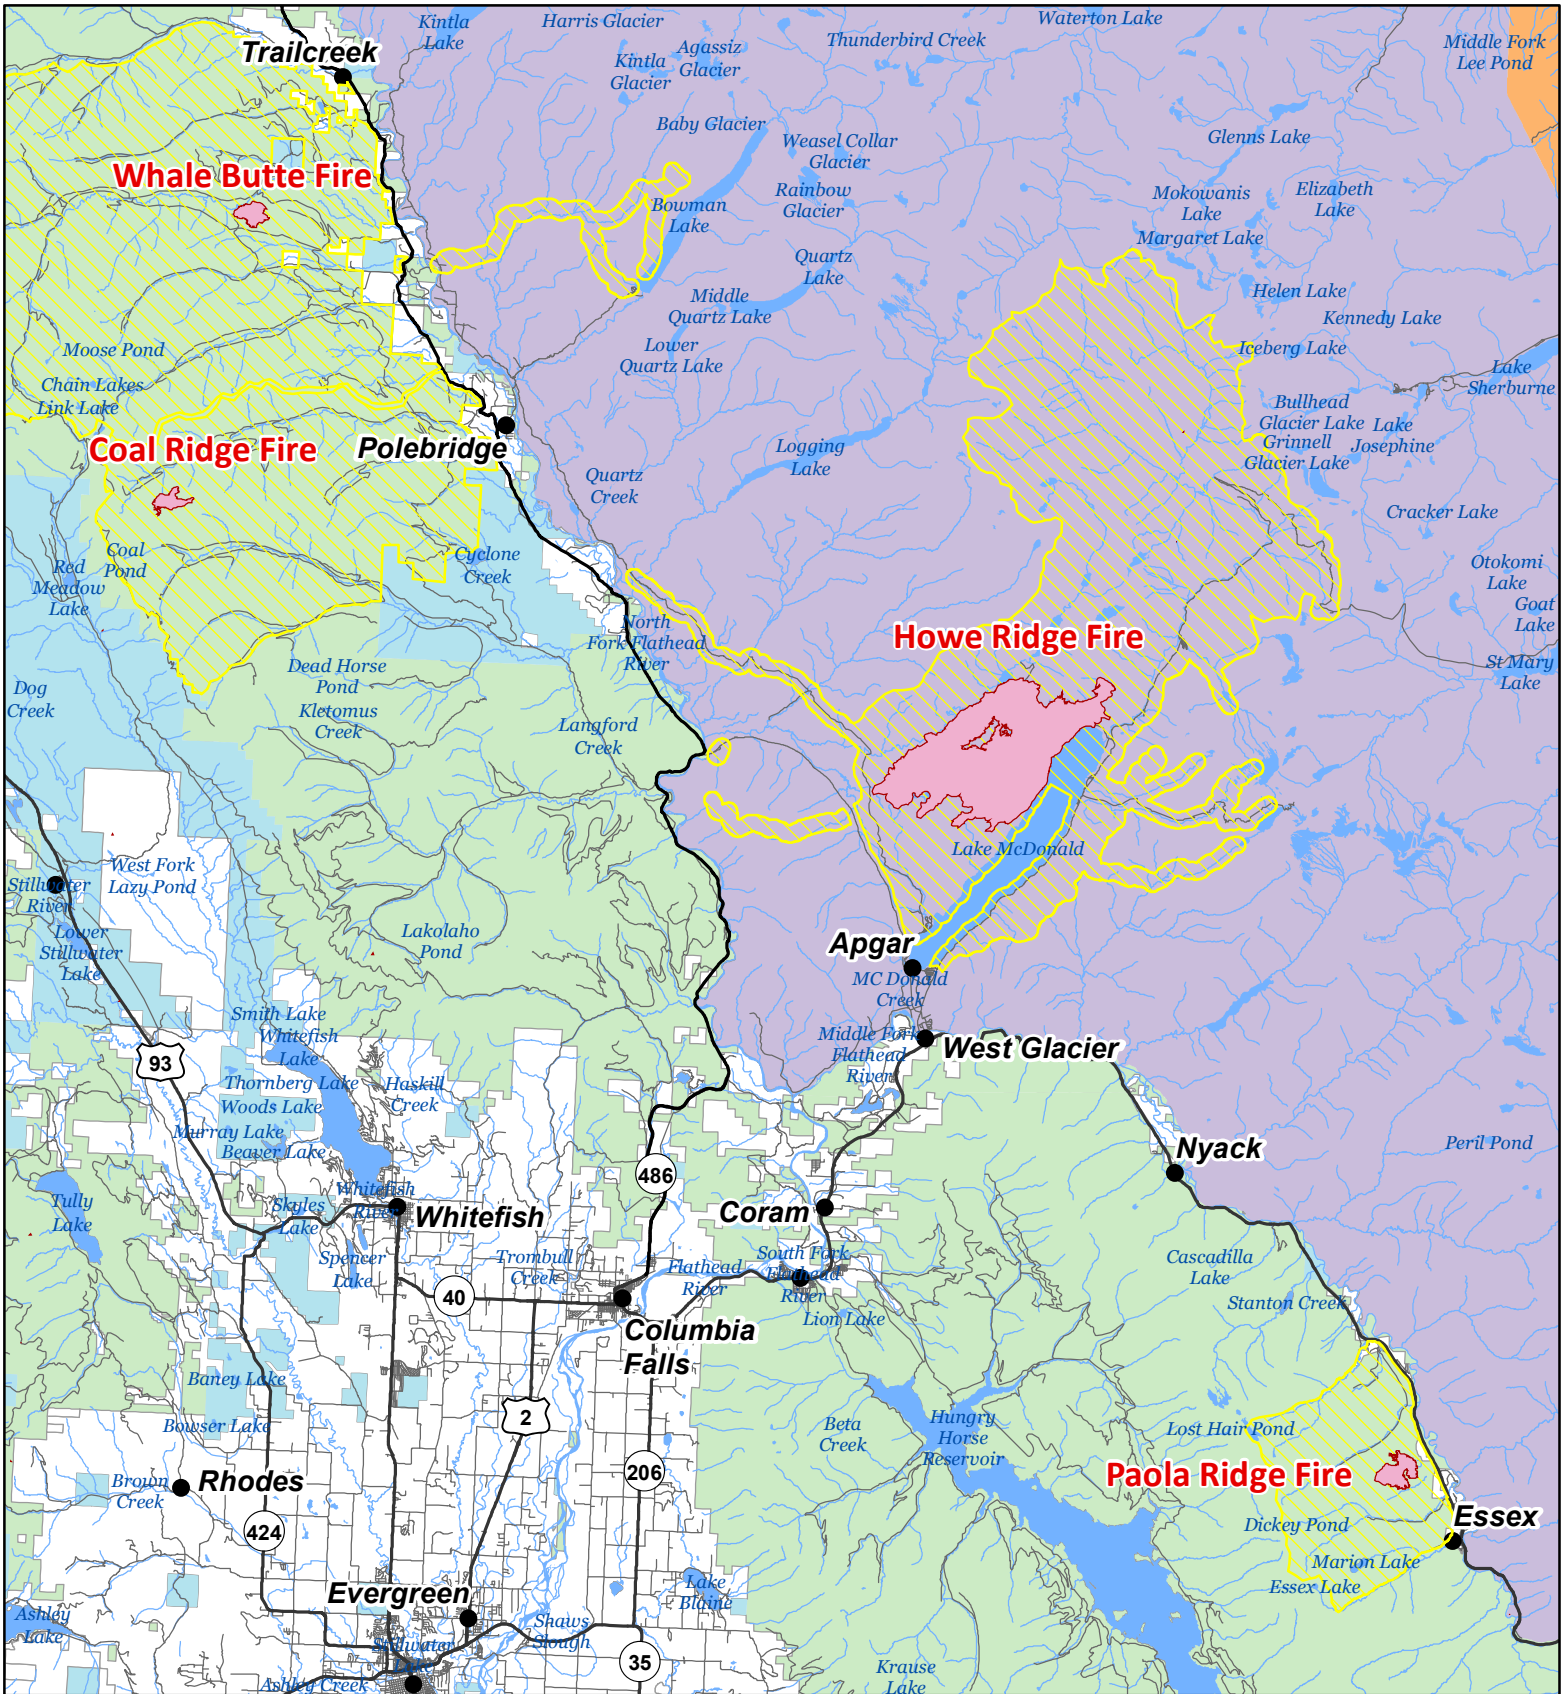 Kintla
Lake
Harris Glacier
Kintla
Glacier
Agassiz
Glacier
Thunderbird Creek
Waterton Lake
Middle Fork
Lee Pond
Trailcreek
Baby Glacier
Weasel Collar
Glacier
Glenns Lake
Whale Butte Fire
Rainbow
Glacier
Bowman
Lake
Mokowanis
Lake
Elizabeth
Lake
Margaret Lake
Quartz
Lake
Middle
Quartz Lake
Helen Lake
Kennedy Lake
Lower
Quartz Lake
Iceberg Lake
Moose Pond
Chain Lakes
Link Lake
Lake
Sherburne
Bullhead
Glacier Lake
Lake
Josephine
Grinnell
Glacier Lake
Coal Ridge Fire
Polebridge
Logging
Lake
Quartz
Creek
Cracker Lake
Coal
Pond
Red
Meadow
Lake
Cyclone
Creek
Otokomi
Lake
Goat
Lake
North
Fork Flathead
River
Howe Ridge Fire
St Mary
Lake
Dead Horse
Pond
Kletomus
Creek
Dog
Creek
Langford
Creek
Lake McDonald
West Fork
Lazy Pond
Stillwater
River
Lower
Stillwater
Lake
Lakolaho
Pond
Apgar
MC Donald
Creek
Smith Lake
Whitefish
Lake
Middle Fork
Flathead
River
West Glacier
93
Thornberg Lake
Woods Lake
Haskill
Creek
Murray Lake
Beaver Lake
Nyack
Peril Pond
486
Tully
Lake
Skyles
Lake
Whitefish
River
Whitefish
Coram
Spencer
Lake
Trombull
Creek
Flathead
River
South Fork
Flathead
River
Lion Lake
Cascadilla
Lake
Stanton Creek
40
Columbia
Falls
Baney Lake
Bowser Lake
2
Beta
Creek
Hungry
Horse
Reservoir
Lost Hair Pond
Paola Ridge Fire
206
Brown
Creek
Rhodes
424
Dickey Pond
Essex
Marion Lake
Essex Lake
Evergreen
Lake
Blaine
Ashley
Lake
Shaws
Slough
Stillwater
35
Krause
Lake
Ashley Creek